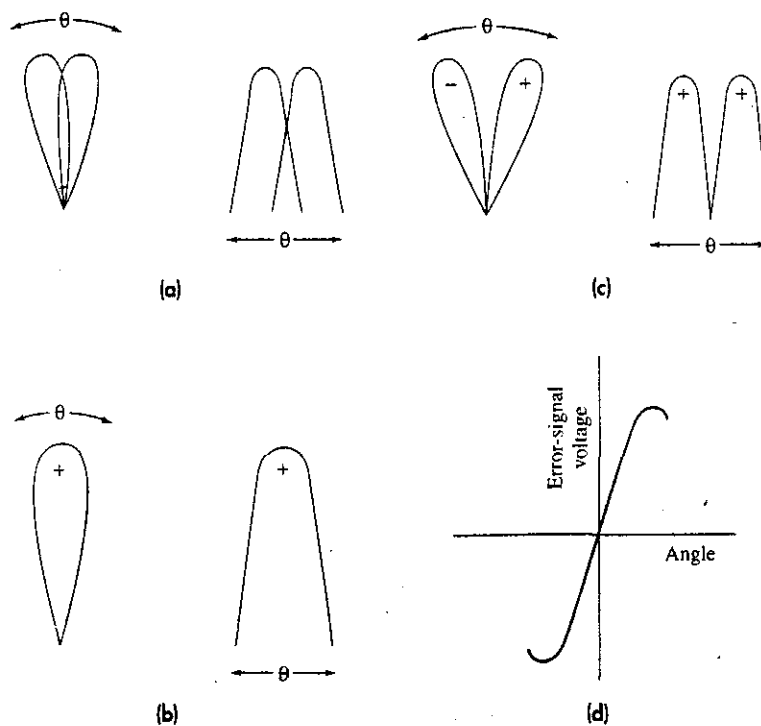 θ
θ
(a)
θ
- +
+ +
θ
(c)
θ
+
+
θ
(b)
Error-signal
voltage
Angle
(d)